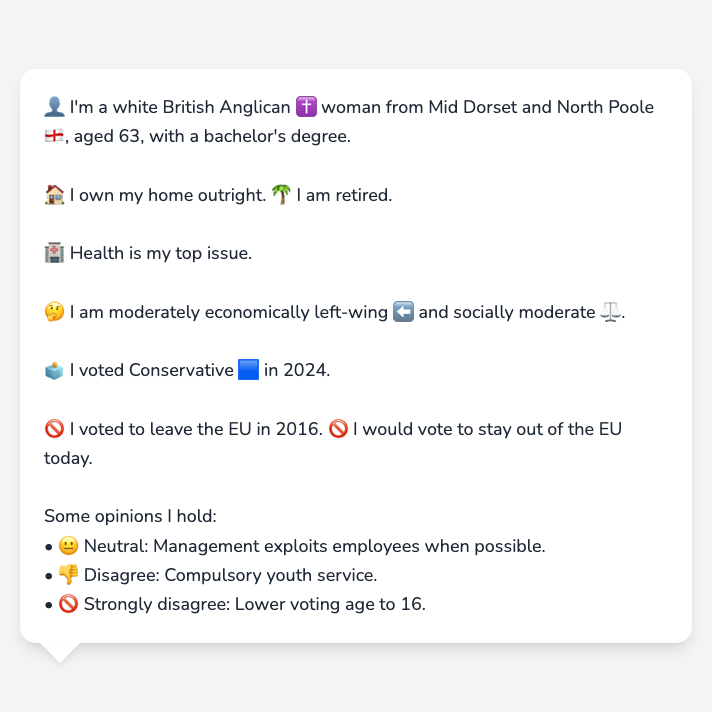 👤 I'm a white British Anglican ✝️ woman from Mid Dorset and North Poole
🏴󠁧󠁢󠁥󠁮󠁧󠁿, aged 63, with a bachelor's degree.
🏠 I own my home outright. 🌴 I am retired.
🏥 Health is my top issue.
🤔 I am moderately economically left-wing ⬅️ and socially moderate ⚖️.
🗳️ I voted Conservative 🟦 in 2024.
🚫 I voted to leave the EU in 2016. 🚫 I would vote to stay out of the EU
today.
Some opinions I hold:
• 😐 Neutral: Management exploits employees when possible.
• 👎 Disagree: Compulsory youth service.
• 🚫 Strongly disagree: Lower voting age to 16.